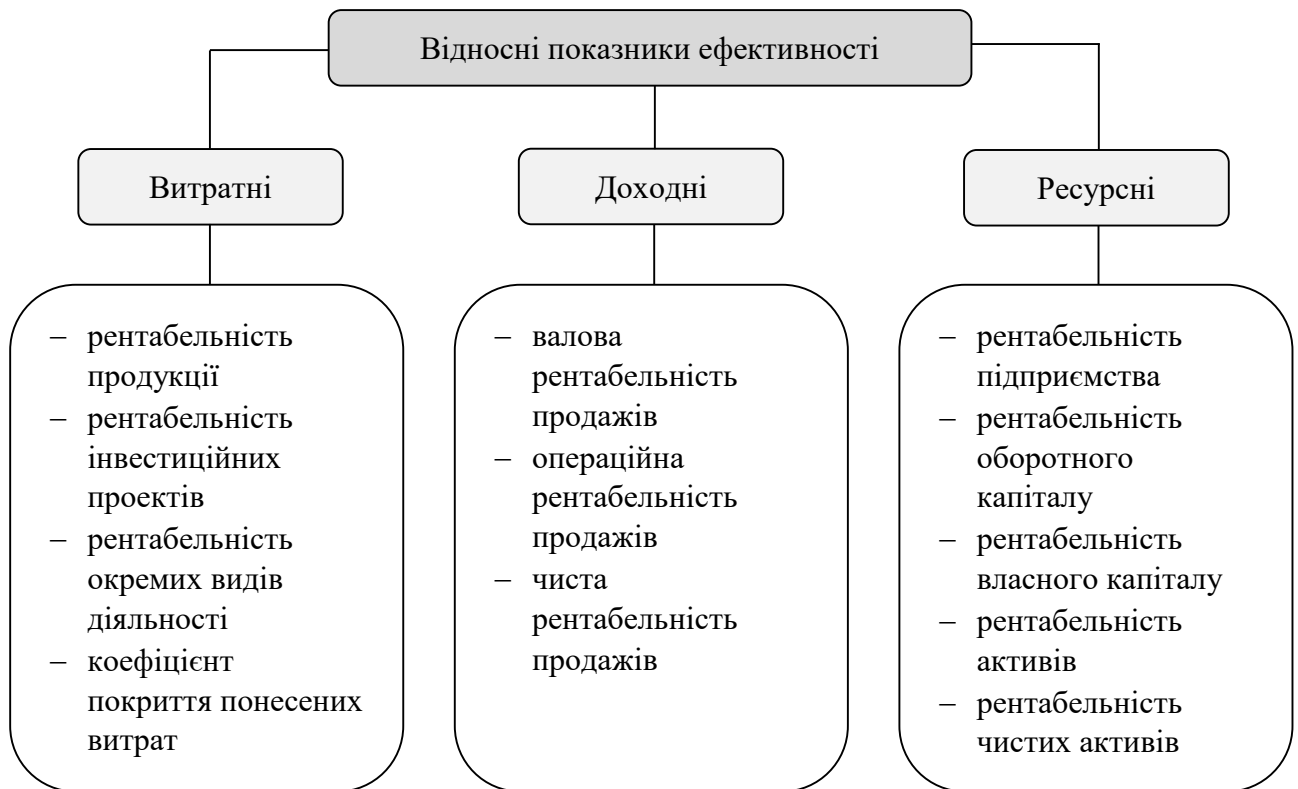 Відносні показники ефективності
Витратні
Доходні
Ресурсні
– рентабельність
продукції
– рентабельність
інвестиційних
проектів
– рентабельність
окремих видів
діяльності
– коефіцієнт
покриття понесених
витрат
– валова
рентабельність
продажів
– операційна
рентабельність
продажів
– чиста
рентабельність
продажів
– рентабельність
підприємства
– рентабельність
оборотного
капіталу
– рентабельність
власного капіталу
– рентабельність
активів
– рентабельність
чистих активів